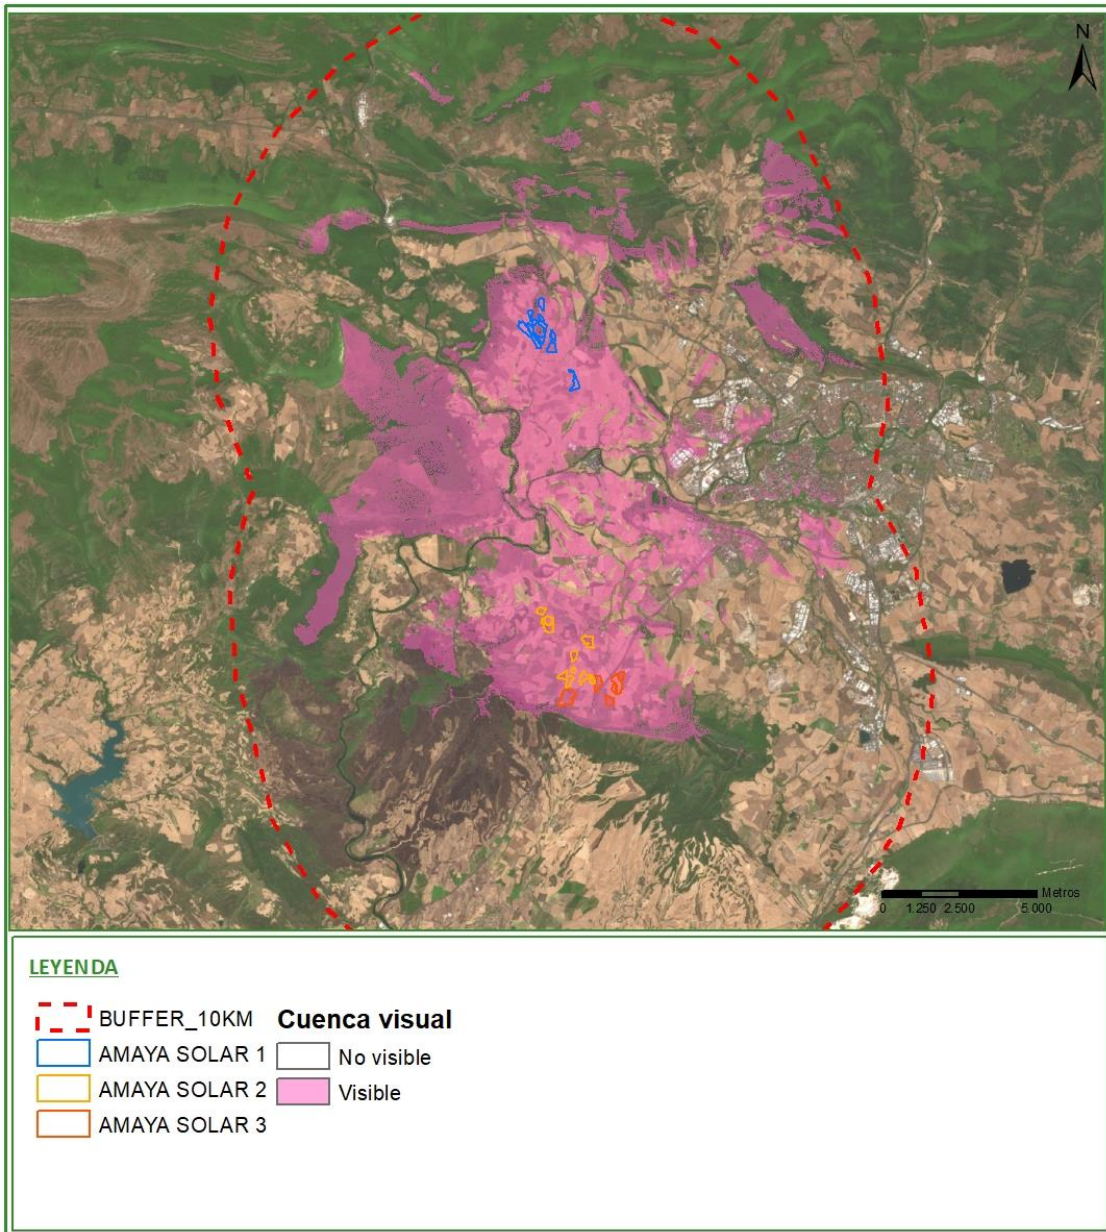 N
Metros
0 1.250 2.500 5.000
LEYENDA
BUFFER_10KM
AMAYA SOLAR 1
AMAYA SOLAR 2
AMAYA SOLAR 3
Cuenca visual
No visible
Visible